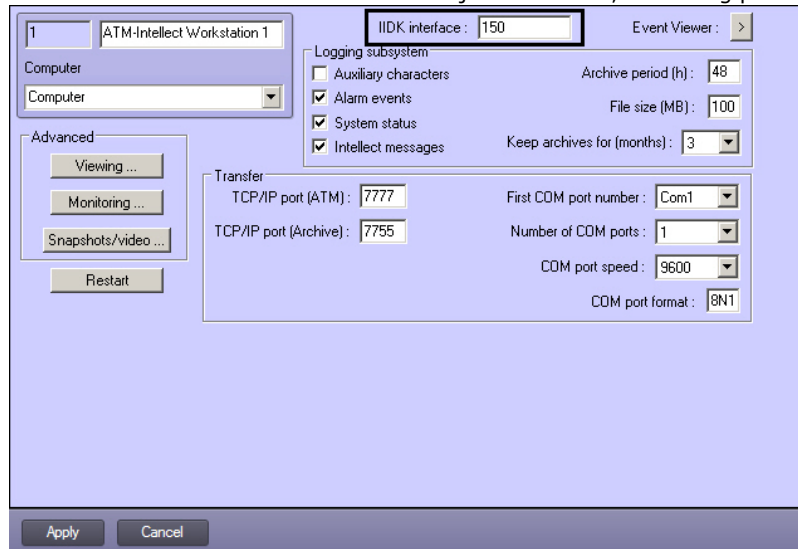 1 ATM-Intellect Workstation 1
Computer
Computer
IIDK interface : 150
Event Viewer : >
Logging subsystem
Auxiliary characters
Alarm events
System status
Intellect messages
Archive period (h) : 48
File size (MB) : 100
Keep archives for (months) : 3
Advanced
Viewing ...
Monitoring ...
Snapshots/video ...
Restart
Transfer
TCP/IP port (ATM) : 7777
TCP/IP port (Archive) : 7755
First COM port number : Com1
Number of COM ports : 1
COM port speed : 9600
COM port format : 8N1
Apply Cancel